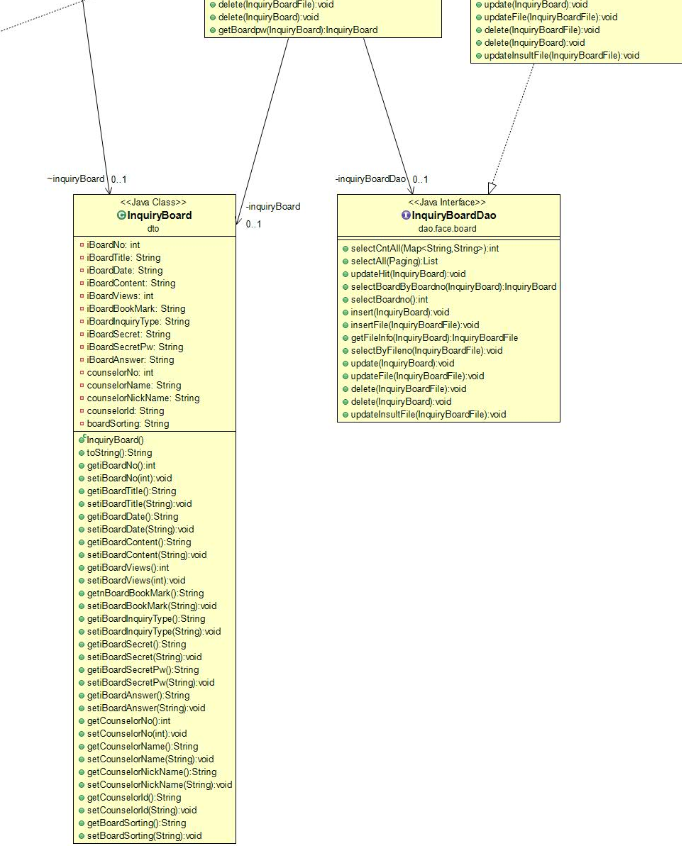 delete(InquiryBoardFile):void
delete(InquiryBoard):void
getBoardpw(InquiryBoard):InquiryBoard
update(InquiryBoard):void
updateFile(InquiryBoardFile):void
delete(InquiryBoardFile):void
delete(InquiryBoard):void
updateInsultFile(InquiryBoardFile):void
~inquiryBoard 0..1
-inquiryBoard
0..1
-inquiryBoardDao 0..1
<<Java Class>>
InquiryBoard
dto
iBoardNo: int
iBoardTitle: String
iBoardDate: String
iBoardContent: String
iBoardViews: int
iBoardBookMark: String
iBoardInquiryType: String
iBoardSecret: String
iBoardSecretPw: String
iBoardAnswer: String
counselorNo: int
counselorName: String
counselorNickName: String
counselorId: String
boardSorting: String
InquiryBoard()
toString():String
getiBoardNo():int
setiBoardNo(int):void
getiBoardTitle():String
setiBoardTitle(String):void
getiBoardDate():String
setiBoardDate(String):void
getiBoardContent():String
setiBoardContent(String):void
getiBoardViews():int
setiBoardViews(int):void
getnBoardBookMark():String
setiBoardBookMark(String):void
getiBoardInquiryType():String
setiBoardInquiryType(String):void
getiBoardSecret():String
setiBoardSecret(String):void
getiBoardSecretPw():String
setiBoardSecretPw(String):void
getiBoardAnswer():String
setiBoardAnswer(String):void
getCounselorNo():int
setCounselorNo(int):void
getCounselorName():String
setCounselorName(String):void
getCounselorNickName():String
setCounselorNickName(String):void
getCounselorId():String
setCounselorId(String):void
getBoardSorting():String
setBoardSorting(String):void
<<Java Interface>>
InquiryBoardDao
dao.face.board
selectCntAll(Map<String,String>):int
selectAll(Paging):List
updateHit(InquiryBoard):void
selectBoardByBoardno(InquiryBoard):InquiryBoard
selectBoardno():int
insert(InquiryBoard):void
insertFile(InquiryBoardFile):void
getFileInfo(InquiryBoard):InquiryBoardFile
selectByFileno(InquiryBoardFile):void
update(InquiryBoard):void
updateFile(InquiryBoardFile):void
delete(InquiryBoardFile):void
delete(InquiryBoard):void
updateInsultFile(InquiryBoardFile):void